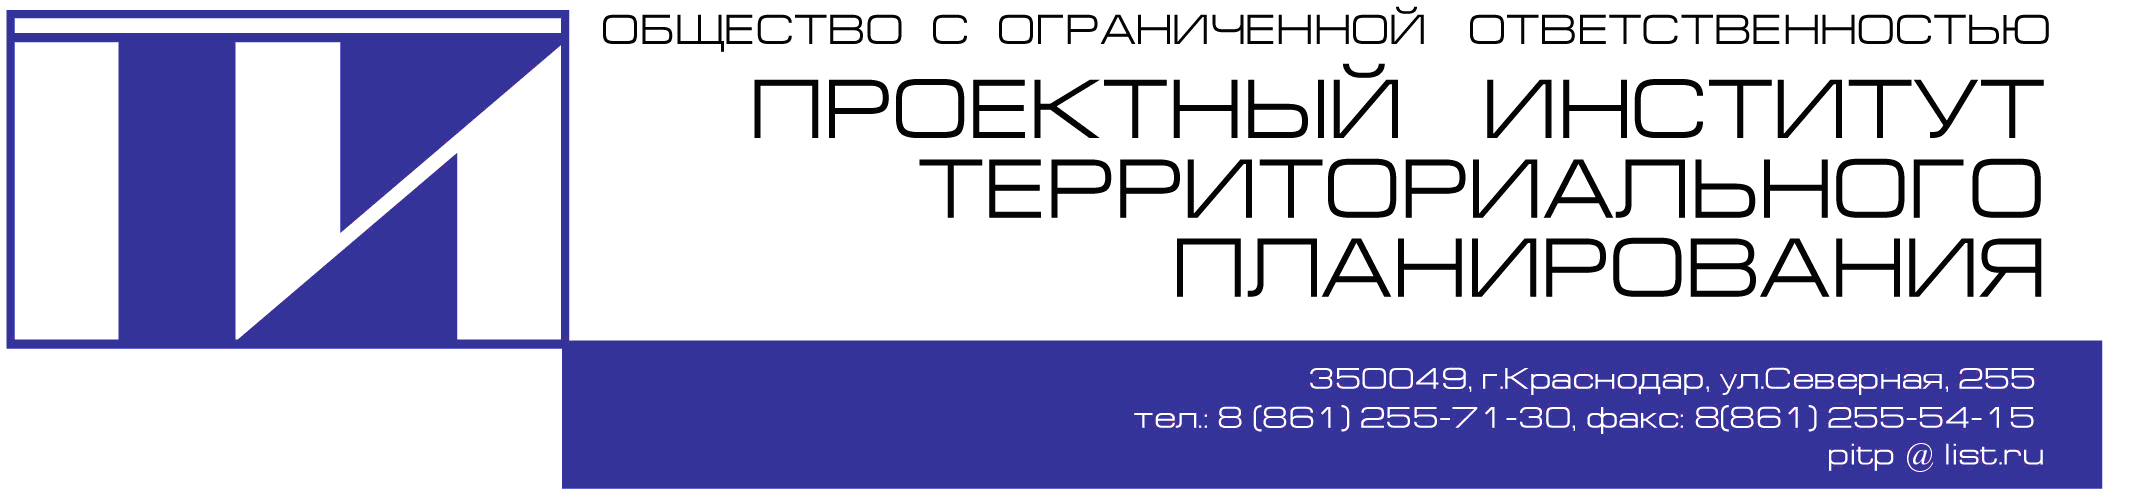 ОБЩЕСТВО С ОГРАНИЧЕННОЙ ОТВЕТСТВЕННОСТЬЮ
ПРОЕКТНЫЙ ИНСТИТУТ
ТЕРРИТОРИАЛЬНОГО
ПЛАНИРОВАНИЯ
350049, г.Краснодар, ул.Северная, 255
тел.: 8 (861) 255-71-30, факс: 8(861) 255-54-15
pitp @ list.ru